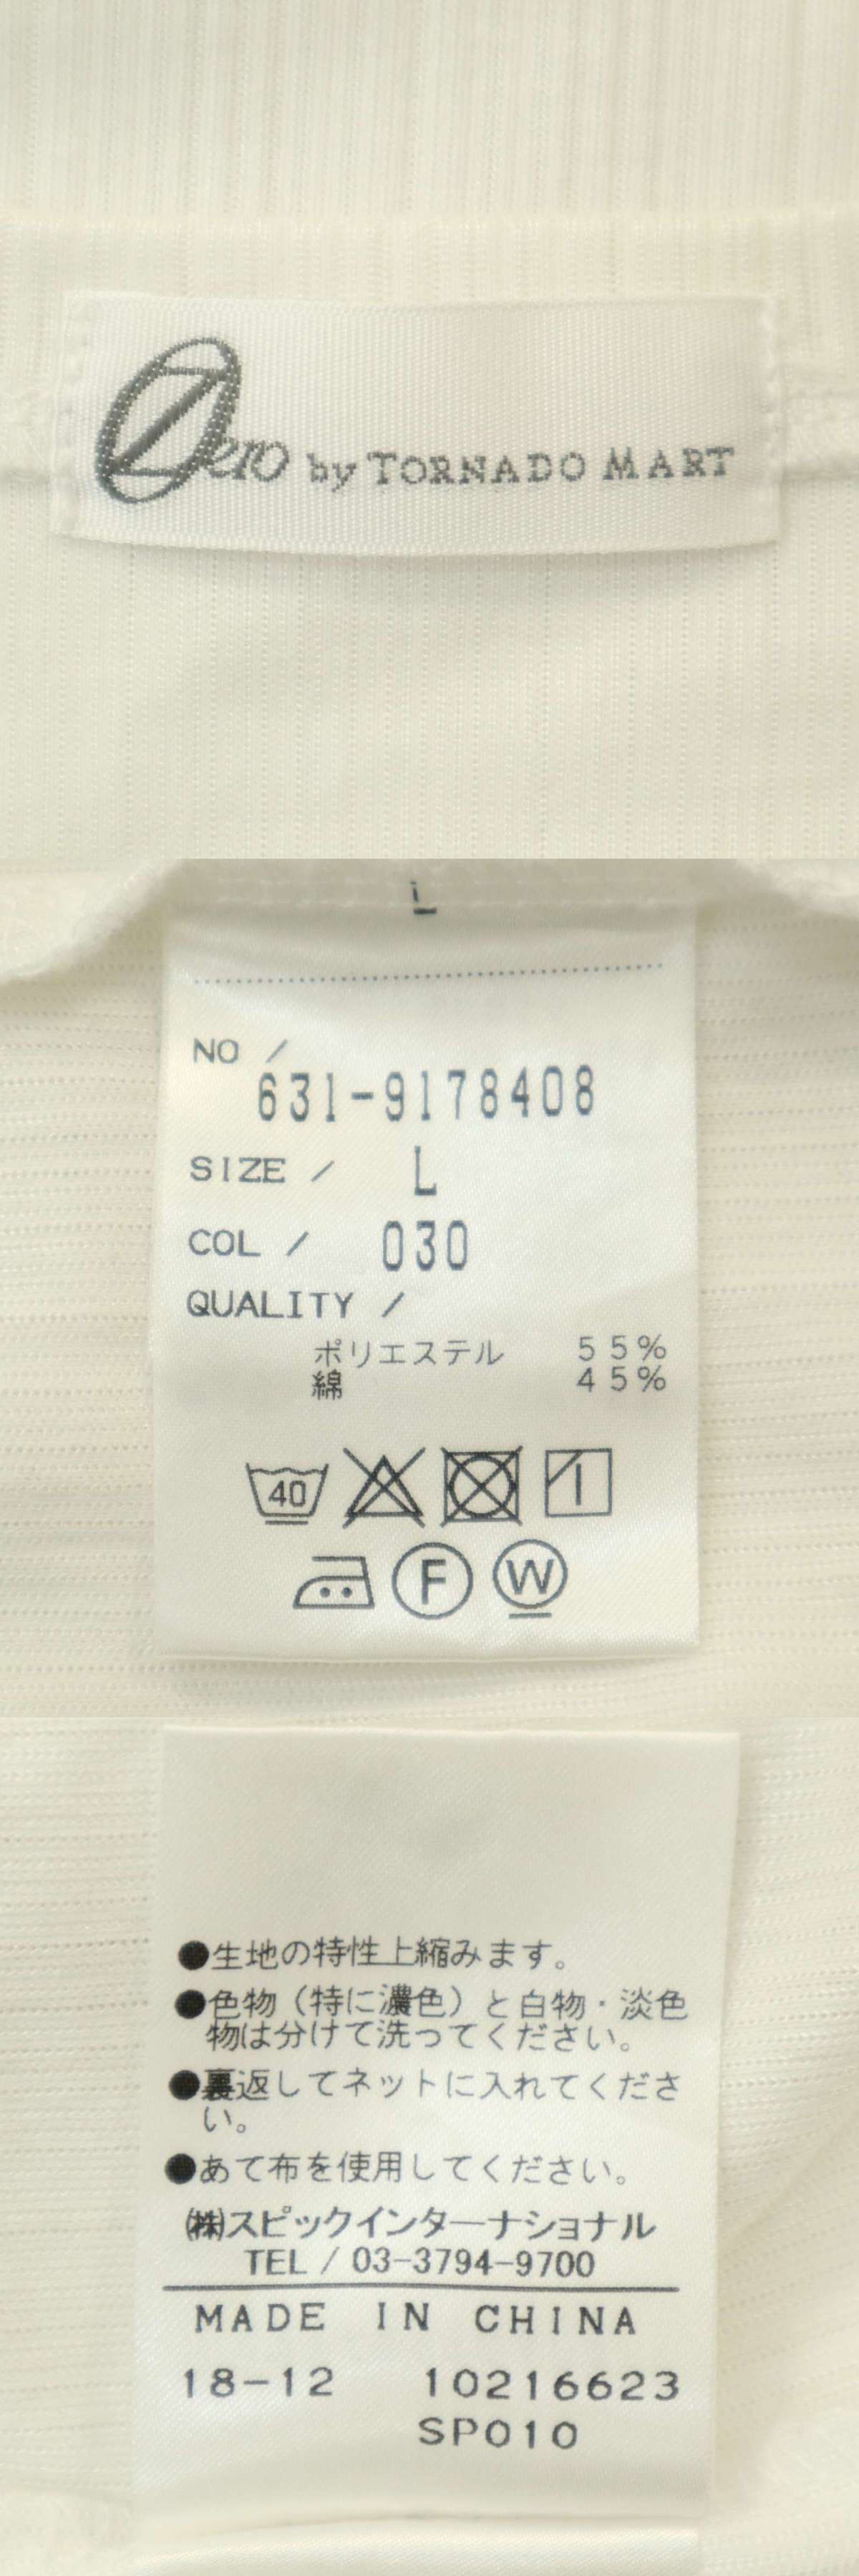 Zero by TORNADO MART
L
NO /
631-9178408
SIZE / L
COL / 030
QUALITY /
ポリエステル 55%
綿 45%
40
F W
●生地の特性上縮みます。
●色物（特に濃色）と白物・淡色
物は分けて洗ってください。
●裏返してネットに入れてくださ
い。
●あて布を使用してください。
㈱スピックインターナショナル
TEL / 03-3794-9700
MADE IN CHINA
18-12 10216623
SP010